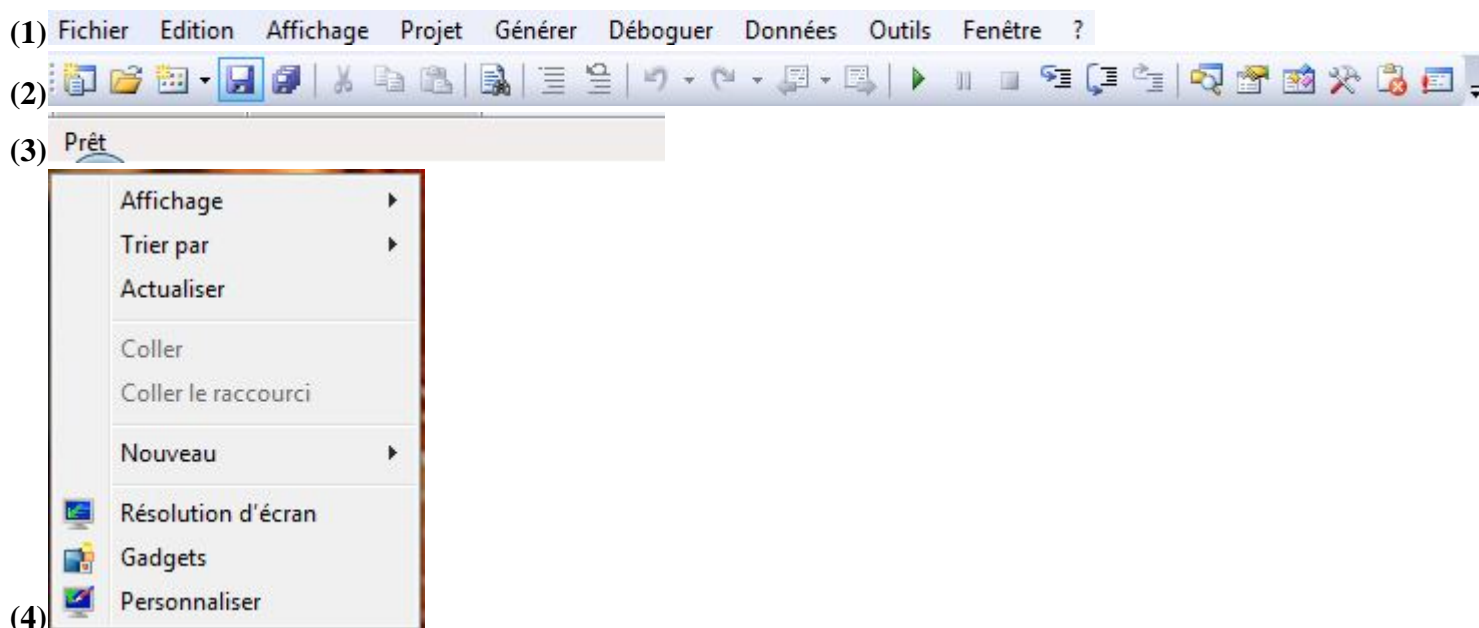 (1) Fichier Edition Affichage Projet Générer Déboguer Données Outils Fenêtre ?
(2)
(3) Prêt
Affichage
Trier par
Actualiser
Coller
Coller le raccourci
Nouveau
Résolution d'écran
Gadgets
(4) Personnaliser